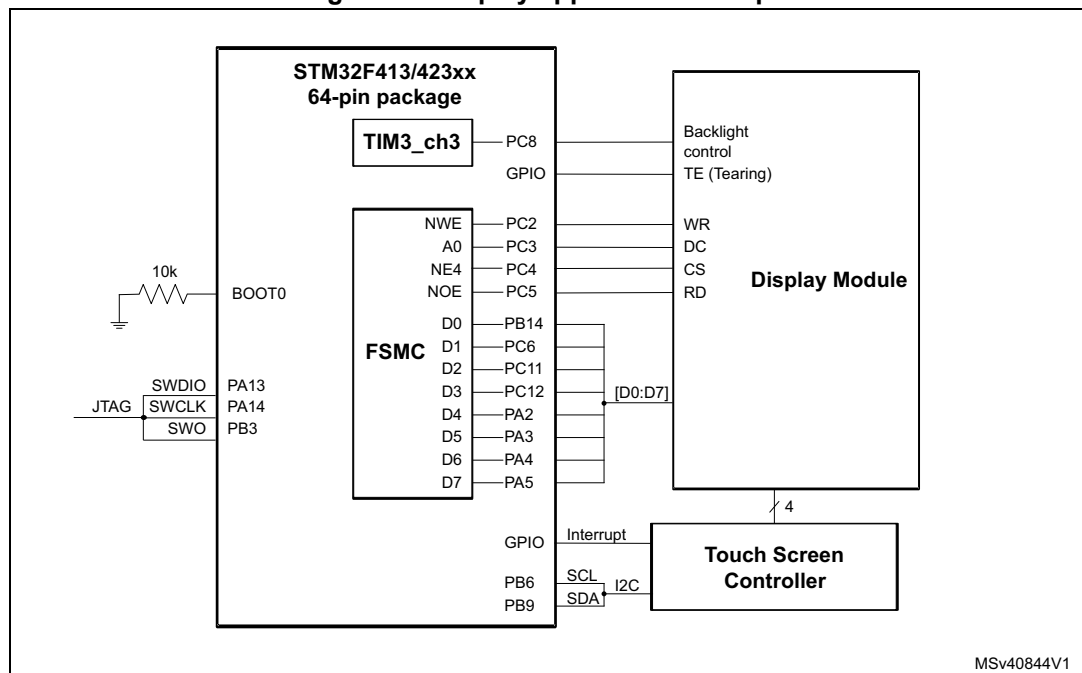 STM32F413/423xx
64-pin package
TIM3_ch3
PC8
Backlight
control
GPIO
TE (Tearing)
NWE
PC2
WR
A0
PC3
DC
NE4
PC4
CS
NOE
PC5
RD
Display Module
10k
BOOT0
FSMC
D0
PB14
D1
PC6
D2
PC11
D3
PC12
[D0:D7]
D4
PA2
D5
PA3
D6
PA4
D7
PA5
JTAG
SWDIO
PA13
SWCLK
PA14
SWO
PB3
4
GPIO
Interrupt
Touch Screen
Controller
PB6
SCL
I2C
PB9
SDA
MSv40844V1